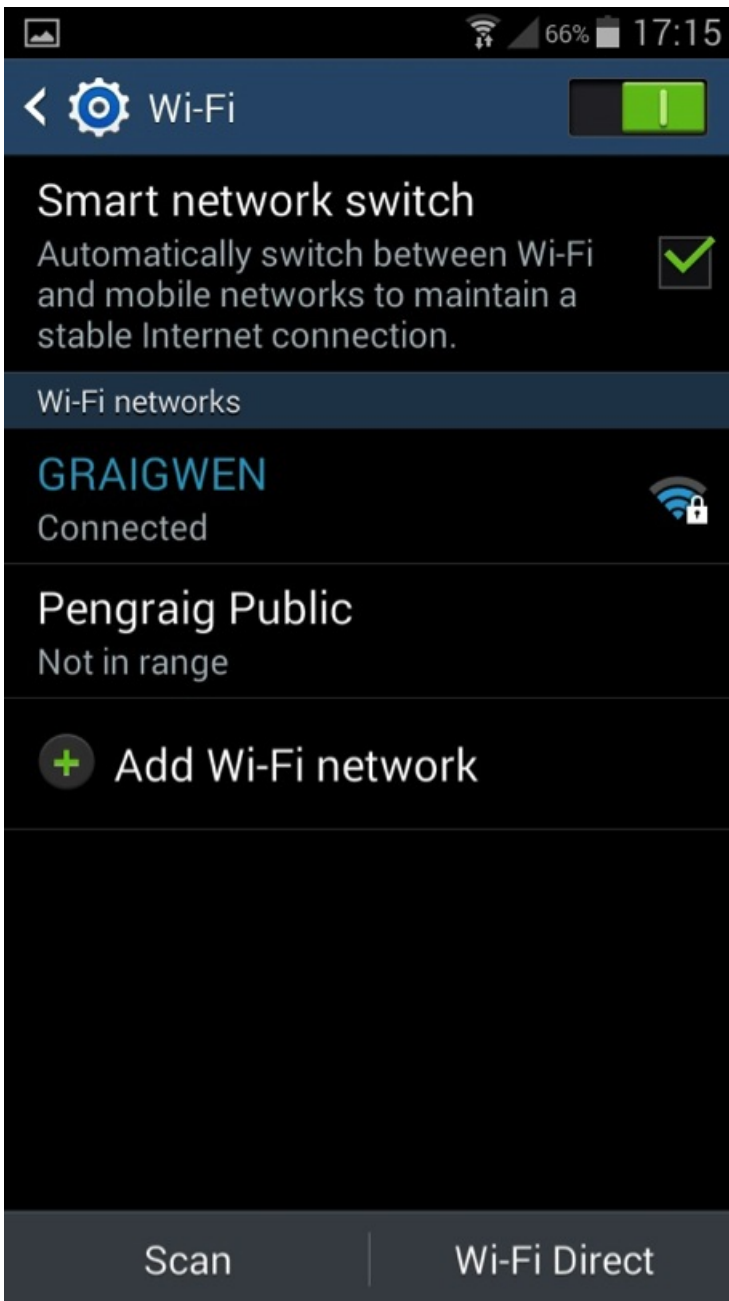 66% 17:15
Wi-Fi
Smart network switch
Automatically switch between Wi-Fi
and mobile networks to maintain a
stable Internet connection.
Wi-Fi networks
GRAIGWEN
Connected
Pengraig Public
Not in range
Add Wi-Fi network
Scan Wi-Fi Direct